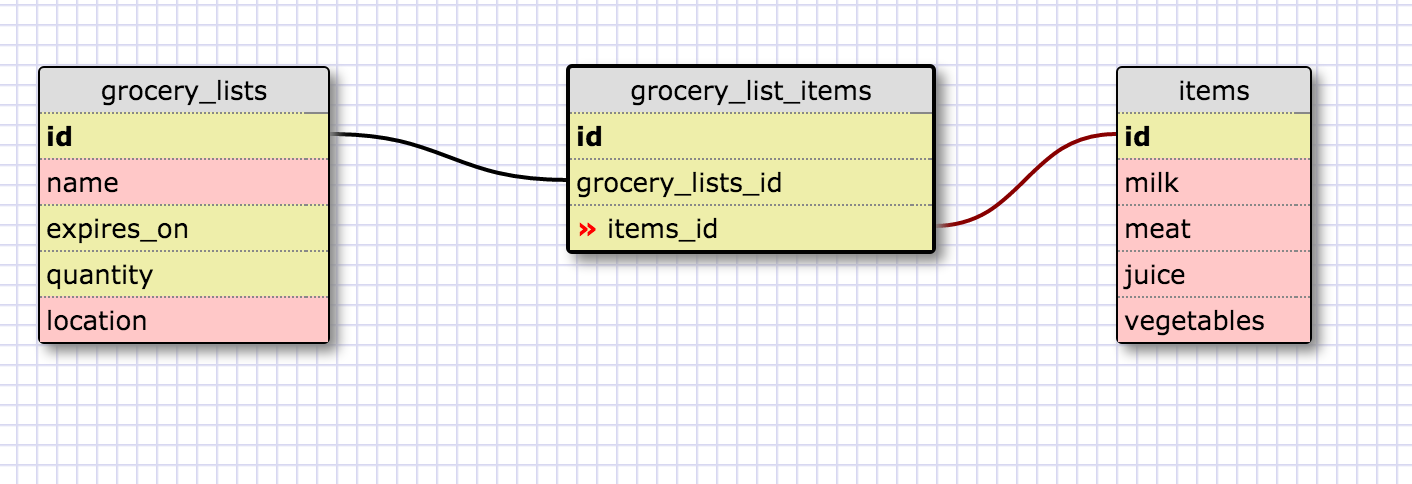 grocery_lists
id
name
expires_on
quantity
location
grocery_list_items
id
grocery_lists_id
» items_id
items
id
milk
meat
juice
vegetables